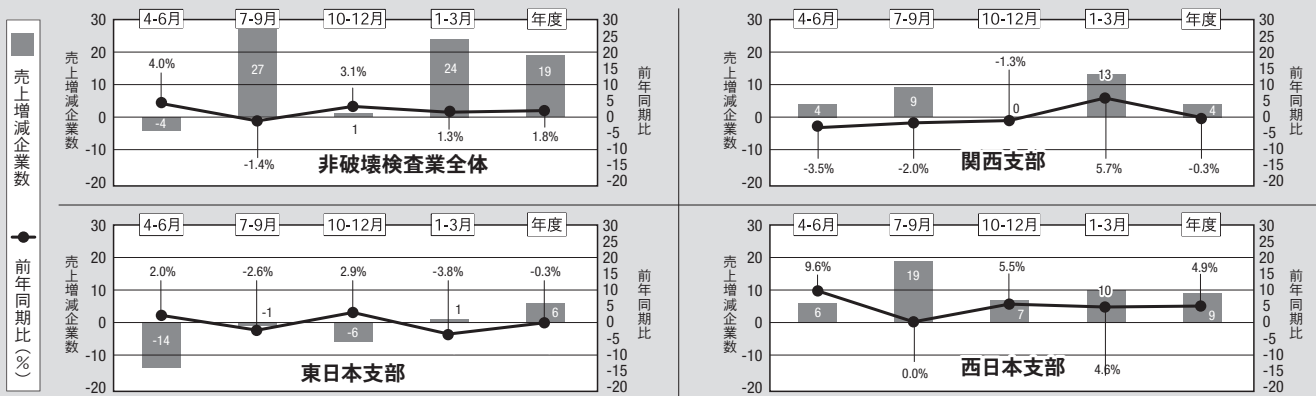 売上増減企業数
前年同期比(%)
4-6月 7-9月 10-12月 1-3月 年度
30
20
10
0
-10
-20
売上増減企業数
30
25
20
15
10
5
0
-5
-10
-15
-20
前年同期比
4.0% 3.1%
27 24 19
-4 1 1.3% 1.8%
-1.4%
非破壊検査業全体
4-6月 7-9月 10-12月 1-3月 年度
30
20
10
0
-10
-20
売上増減企業数
30
25
20
15
10
5
0
-5
-10
-15
-20
前年同期比
-1.3%
4 9 0 13 4
-3.5% -2.0% 5.7% -0.3%
関西支部
4-6月 7-9月 10-12月 1-3月 年度
30
20
10
0
-10
-20
売上増減企業数
30
25
20
15
10
5
0
-5
-10
-15
-20
前年同期比
2.0% -2.6% 2.9% -3.8% -0.3%
-14 -1 -6 1 6
東日本支部
4-6月 7-9月 10-12月 1-3月 年度
30
20
10
0
-10
-20
売上増減企業数
30
25
20
15
10
5
0
-5
-10
-15
-20
前年同期比
9.6% 5.5% 4.9%
6 19 7 10 9
0.0% 4.6%
西日本支部